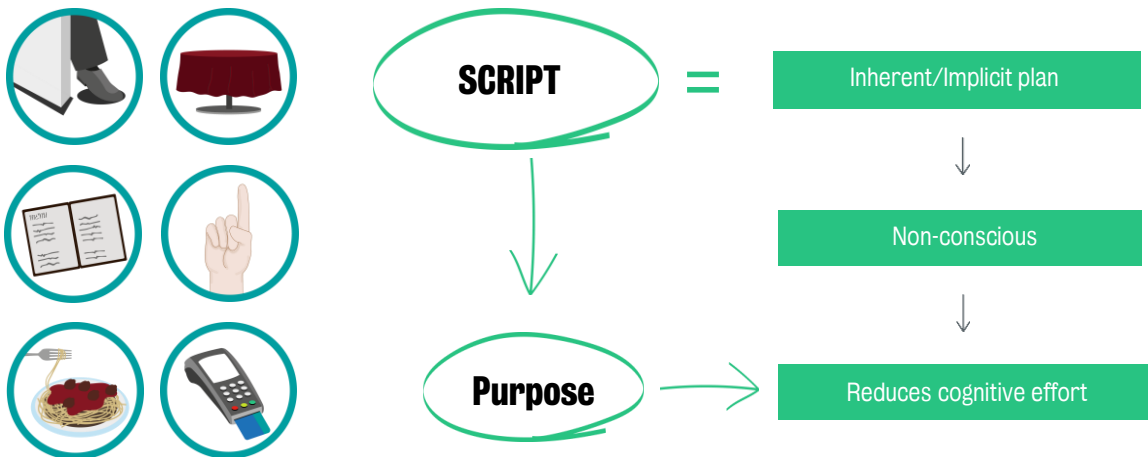 SCRIPT
=
Inherent/Implicit plan
Non-conscious
Purpose
Reduces cognitive effort